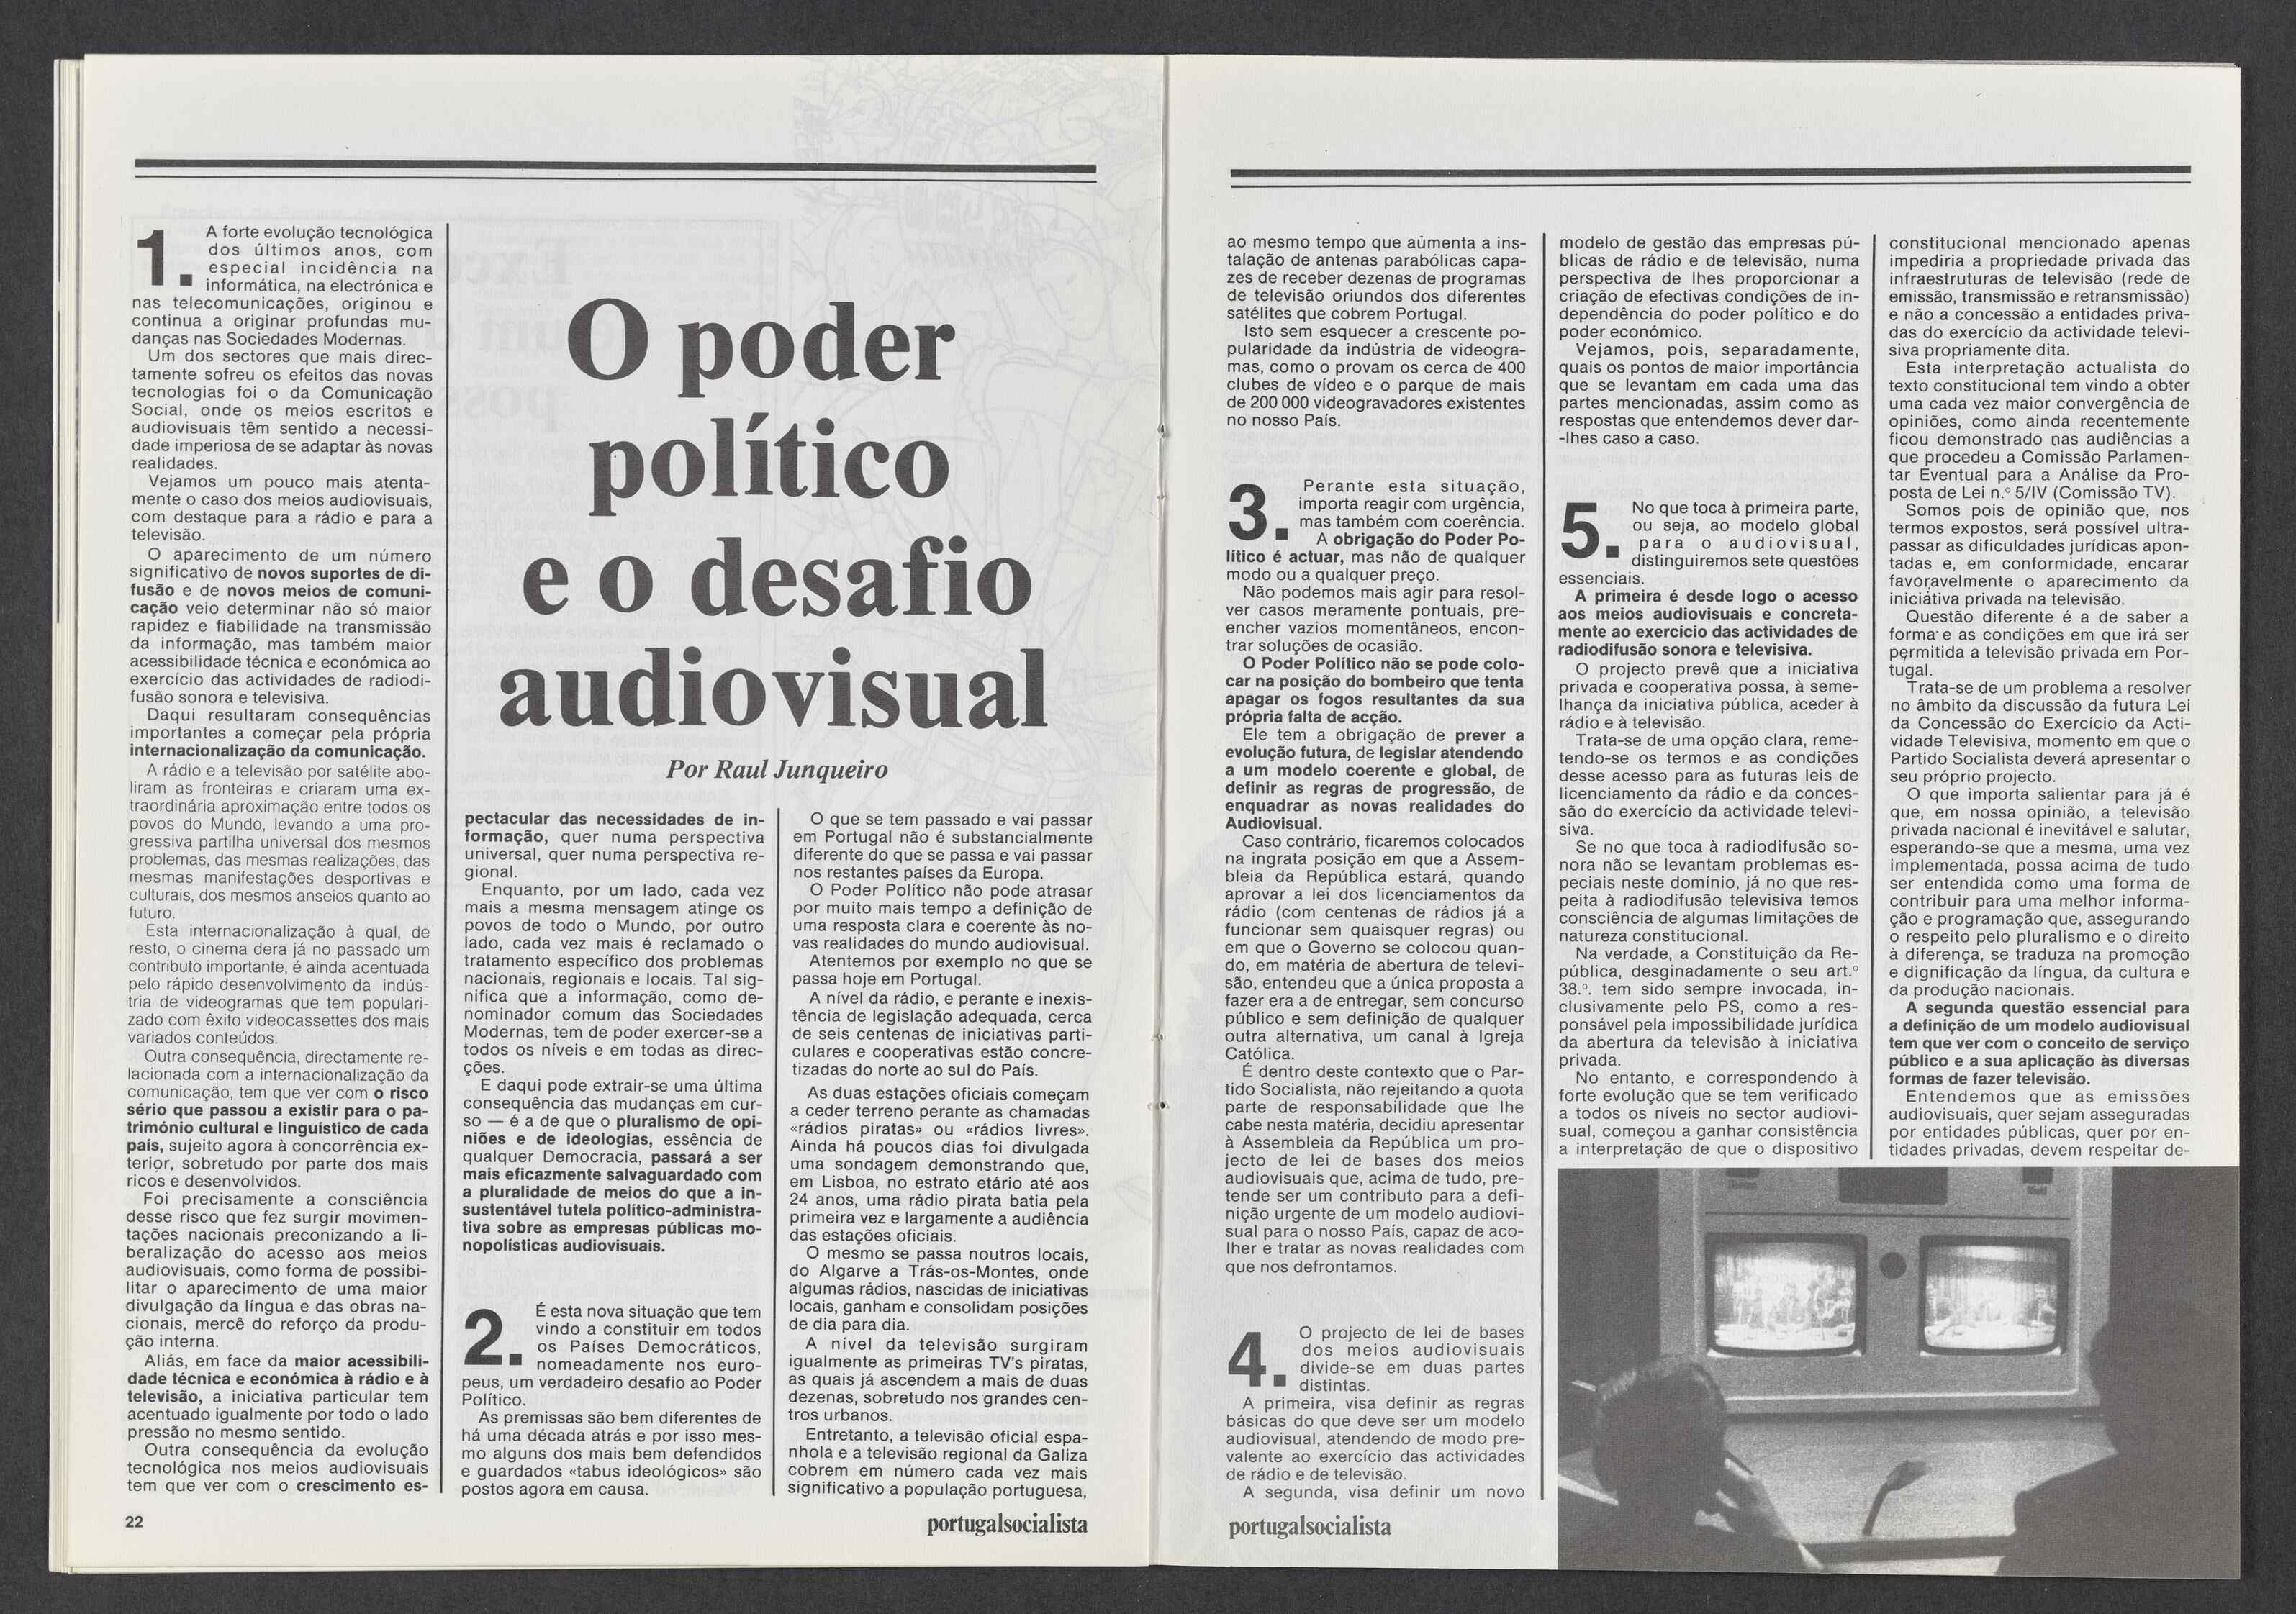 1. A forte evolução tecnológica
dos últimos anos, com
especial incidência na
informática, na electrónica e
nas telecomunicações, originou e
continua a originar profundas mu-
danças nas Sociedades Modernas.
Um dos sectores que mais direc-
tamente sofreu os efeitos das novas
tecnologias foi o da Comunicação
Social, onde os meios escritos e
audiovisuais têm sentido a necessi-
dade imperiosa de se adaptar às novas
realidades.
Vejamos um pouco mais atenta-
mente o caso dos meios audiovisuais,
com destaque para a rádio e para a
televisão.
O aparecimento de um número
significativo de novos suportes de di-
fusão e de novos meios de comuni-
cação veio determinar não só maior
rapidez e fiabilidade na transmissão
da informação, mas também maior
acessibilidade técnica e económica ao
exercício das actividades de radiodi-
fusão sonora e televisiva.
Daqui resultaram consequências
importantes a começar pela própria
internacionalização da comunicação.
A rádio e a televisão por satélite abo-
liram as fronteiras e criaram uma ex-
traordinária aproximação entre todos os
povos do Mundo, levando a uma pro-
gressiva partilha universal dos mesmos
problemas, das mesmas realizações, das
mesmas manifestações desportivas e
culturais, dos mesmos anseios quanto ao
futuro.
Esta internacionalização à qual, de
resto, o cinema dera já no passado um
contributo importante, é ainda acentuada
pelo rápido desenvolvimento da indús-
tria de videogramas que tem populari-
zado com êxito videocassettes dos mais
variados conteúdos.
Outra consequência, directamente re-
lacionada com a internacionalização da
comunicação, tem que ver com o risco
sério que passou a existir para o pa-
trimónio cultural e linguístico de cada
país, sujeito agora à concorrência ex-
terior, sobretudo por parte dos mais
ricos e desenvolvidos.
Foi precisamente a consciência
desse risco que fez surgir movimen-
tações nacionais preconizando a li-
beralização do acesso aos meios
audiovisuais, como forma de possibi-
litar o aparecimento de uma maior
divulgação da língua e das obras na-
cionais, mercê do reforço da produ-
ção interna.
Aliás, em face da maior acessibili-
dade técnica e económica à rádio e à
televisão, a iniciativa particular tem
acentuado igualmente por todo o lado
pressão no mesmo sentido.
Outra consequência da evolução
tecnológica nos meios audiovisuais
tem que ver com o crescimento es-
22
O poder
político
e o desafio
audiovisual
Por Raul Junqueiro
pectacular das necessidades de in-
formação, quer numa perspectiva
universal, quer numa perspectiva re-
gional.
Enquanto, por um lado, cada vez
mais a mesma mensagem atinge os
povos de todo o Mundo, por outro
lado, cada vez mais é reclamado o
tratamento específico dos problemas
nacionais, regionais e locais. Tal sig-
nifica que a informação, como de-
nominador comum das Sociedades
Modernas, tem de poder exercer-se a
todos os níveis e em todas as direc-
ções.
E daqui pode extrair-se uma última
consequência das mudanças em cur-
so — é a de que o pluralismo de opi-
niões e de ideologias, essência de
qualquer Democracia, passará a ser
mais eficazmente salvaguardado com
a pluralidade de meios do que a in-
sustentável tutela político-administra-
tiva sobre as empresas públicas mo-
nopolísticas audiovisuais.
2. É esta nova situação que tem
vindo a constituir em todos
os Países Democráticos,
nomeadamente nos euro-
peus, um verdadeiro desafio ao Poder
Político.
As premissas são bem diferentes de
há uma década atrás e por isso mes-
mo alguns dos mais bem defendidos
e guardados «tabus ideológicos» são
postos agora em causa.
O que se tem passado e vai passar
em Portugal não é substancialmente
diferente do que se passa e vai passar
nos restantes países da Europa.
O Poder Político não pode atrasar
por muito mais tempo a definição de
uma resposta clara e coerente às no-
vas realidades do mundo audiovisual.
Atentemos por exemplo no que se
passa hoje em Portugal.
A nível da rádio, e perante e inexis-
tência de legislação adequada, cerca
de seis centenas de iniciativas parti-
culares e cooperativas estão concre-
tizadas do norte ao sul do País.
As duas estações oficiais começam
a ceder terreno perante as chamadas
«rádios piratas» ou «rádios livres».
Ainda há poucos dias foi divulgada
uma sondagem demonstrando que,
em Lisboa, no estrato etário até aos
24 anos, uma rádio pirata batia pela
primeira vez e largamente a audiência
das estações oficiais.
O mesmo se passa noutros locais,
do Algarve a Trás-os-Montes, onde
algumas rádios, nascidas de iniciativas
locais, ganham e consolidam posições
de dia para dia.
A nível da televisão surgiram
igualmente as primeiras TV's piratas,
as quais já ascendem a mais de duas
dezenas, sobretudo nos grandes cen-
tros urbanos.
Entretanto, a televisão oficial espa-
nhola e a televisão regional da Galiza
cobrem em número cada vez mais
significativo a população portuguesa,
portugalsocialista
ao mesmo tempo que aumenta a ins-
talação de antenas parabólicas capa-
zes de receber dezenas de programas
de televisão oriundos dos diferentes
satélites que cobrem Portugal.
Isto sem esquecer a crescente po-
pularidade da indústria de videogra-
mas, como o provam os cerca de 400
clubes de vídeo e o parque de mais
de 200 000 videogravadores existentes
no nosso País.
3. Perante esta situação,
importa reagir com urgência,
mas também com coerência.
A obrigação do Poder Po-
lítico é actuar, mas não de qualquer
modo ou a qualquer preço.
Não podemos mais agir para resol-
ver casos meramente pontuais, pre-
encher vazios momentâneos, encon-
trar soluções de ocasião.
O Poder Político não se pode colo-
car na posição do bombeiro que tenta
apagar os fogos resultantes da sua
própria falta de acção.
Ele tem a obrigação de prever a
evolução futura, de legislar atendendo
a um modelo coerente e global, de
definir as regras de progressão, de
enquadrar as novas realidades do
Audiovisual.
Caso contrário, ficaremos colocados
na ingrata posição em que a Assem-
bleia da República estará, quando
aprovar a lei dos licenciamentos da
rádio (com centenas de rádios já a
funcionar sem quaisquer regras) ou
em que o Governo se colocou quan-
do, em matéria de abertura de televi-
são, entendeu que a única proposta a
fazer era a de entregar, sem concurso
público e sem definição de qualquer
outra alternativa, um canal à Igreja
Católica.
É dentro deste contexto que o Par-
tido Socialista, não rejeitando a quota
parte de responsabilidade que lhe
cabe nesta matéria, decidiu apresentar
à Assembleia da República um pro-
jecto de lei de bases dos meios
audiovisuais que, acima de tudo, pre-
tende ser um contributo para a defi-
nição urgente de um modelo audiovi-
sual para o nosso País, capaz de aco-
lher e tratar as novas realidades com
que nos defrontamos.
4. O projecto de lei de bases
dos meios audiovisuais
divide-se em duas partes
distintas.
A primeira, visa definir as regras
básicas do que deve ser um modelo
audiovisual, atendendo de modo pre-
valente ao exercício das actividades
de rádio e de televisão.
A segunda, visa definir um novo
portugalsocialista
modelo de gestão das empresas pú-
blicas de rádio e de televisão, numa
perspectiva de lhes proporcionar a
criação de efectivas condições de in-
dependência do poder político e do
poder económico.
Vejamos, pois, separadamente,
quais os pontos de maior importância
que se levantam em cada uma das
partes mencionadas, assim como as
respostas que entendemos dever dar-
-lhes caso a caso.
5. No que toca à primeira parte,
ou seja, ao modelo global
para o audiovisual,
distinguiremos sete questões
essenciais.
A primeira é desde logo o acesso
aos meios audiovisuais e concreta-
mente ao exercício das actividades de
radiodifusão sonora e televisiva.
O projecto prevê que a iniciativa
privada e cooperativa possa, à seme-
lhança da iniciativa pública, aceder à
rádio e à televisão.
Trata-se de uma opção clara, reme-
tendo-se os termos e as condições
desse acesso para as futuras leis de
licenciamento da rádio e da conces-
são do exercício da actividade televi-
siva.
Se no que toca à radiodifusão so-
nora não se levantam problemas es-
peciais neste domínio, já no que res-
peita à radiodifusão televisiva temos
consciência de algumas limitações de
natureza constitucional.
Na verdade, a Constituição da Re-
pública, desginadamente o seu art.º
38.º. tem sido sempre invocada, in-
clusivamente pelo PS, como a res-
ponsável pela impossibilidade jurídica
da abertura da televisão à iniciativa
privada.
No entanto, e correspondendo à
forte evolução que se tem verificado
a todos os níveis no sector audiovi-
sual, começou a ganhar consistência
a interpretação de que o dispositivo
constitucional mencionado apenas
impediria a propriedade privada das
infraestruturas de televisão (rede de
emissão, transmissão e retransmissão)
e não a concessão a entidades priva-
das do exercício da actividade televi-
siva propriamente dita.
Esta interpretação actualista do
texto constitucional tem vindo a obter
uma cada vez maior convergência de
opiniões, como ainda recentemente
ficou demonstrado nas audiências a
que procedeu a Comissão Parlamen-
tar Eventual para a Análise da Pro-
posta de Lei n.º 5/IV (Comissão TV).
Somos pois de opinião que, nos
termos expostos, será possível ultra-
passar as dificuldades jurídicas apon-
tadas e, em conformidade, encarar
favoravelmente o aparecimento da
iniciativa privada na televisão.
Questão diferente é a de saber a
forma e as condições em que irá ser
permitida a televisão privada em Por-
tugal.
Trata-se de um problema a resolver
no âmbito da discussão da futura Lei
da Concessão do Exercício da Acti-
vidade Televisiva, momento em que o
Partido Socialista deverá apresentar o
seu próprio projecto.
O que importa salientar para já é
que, em nossa opinião, a televisão
privada nacional é inevitável e salutar,
esperando-se que a mesma, uma vez
implementada, possa acima de tudo
ser entendida como uma forma de
contribuir para uma melhor informa-
ção e programação que, assegurando
o respeito pelo pluralismo e o direito
à diferença, se traduza na promoção
e dignificação da língua, da cultura e
da produção nacionais.
A segunda questão essencial para
a definição de um modelo audiovisual
tem que ver com o conceito de serviço
público e a sua aplicação às diversas
formas de fazer televisão.
Entendemos que as emissões
audiovisuais, quer sejam asseguradas
por entidades públicas, quer por en-
tidades privadas, devem respeitar de-